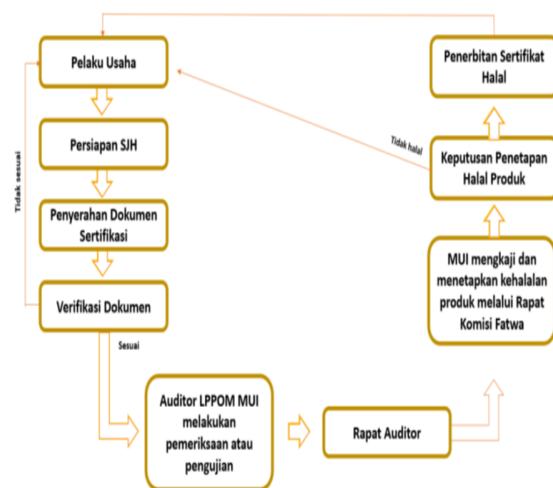 Pelaku Usaha
Persiapan SJH
Penyerahan Dokumen
Sertifikasi
Verifikasi Dokumen
Tidak sesuai
Sesuai
Auditor LPPOM MUI
melakukan
pemeriksaan atau
pengujian
Rapat Auditor
MUI mengkaji dan
menetapkan kehalalan
produk melalui Rapat
Komisi Fatwa
Keputusan Penetapan
Halal Produk
Tidak halal
Penerbitan Sertifikat
Halal